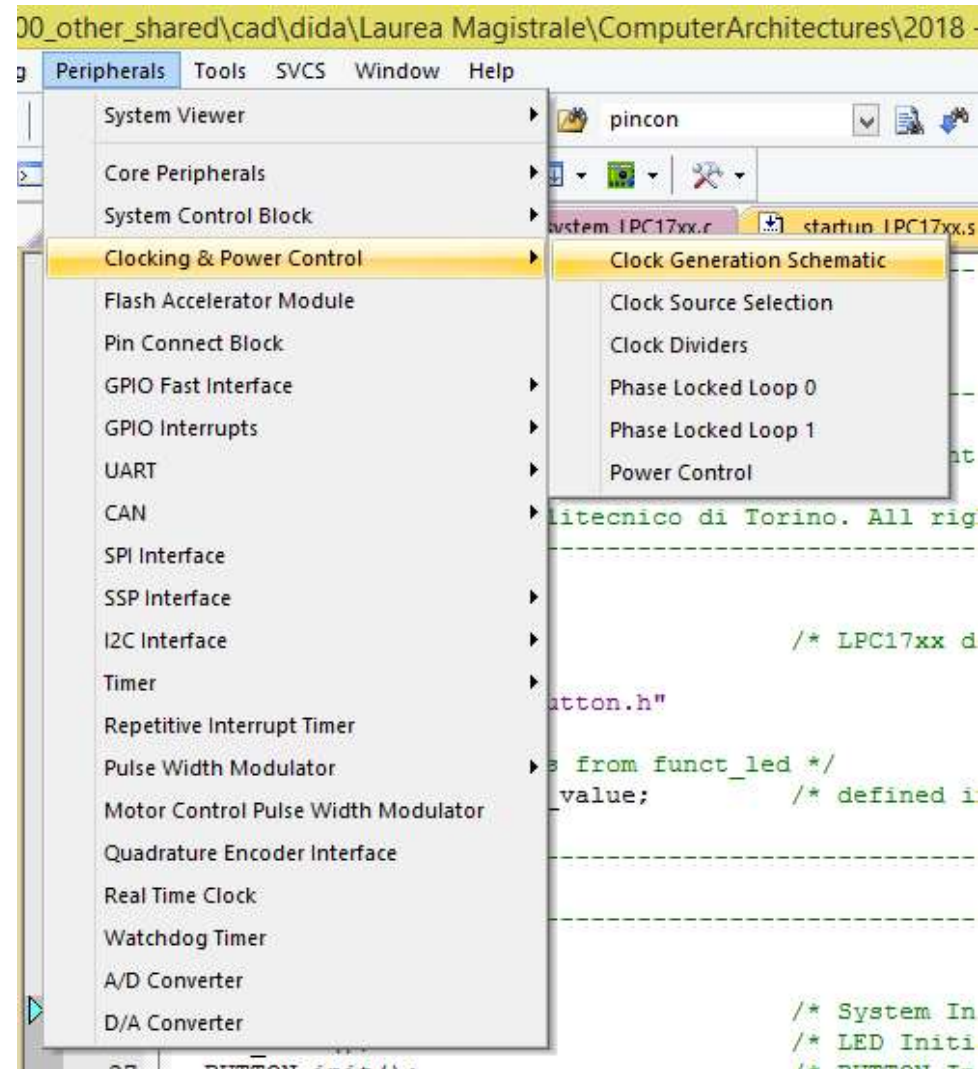 00_other_shared\cad\dida\Laurea Magistrale\ComputerArchitectures\2018 -
g Peripherals Tools SVCS Window Help
System Viewer
pincon
Core Peripherals
System Control Block
system_LPC17xx.c startup_LPC17xx.s
Clocking & Power Control
Clock Generation Schematic
Flash Accelerator Module
Clock Source Selection
Pin Connect Block
Clock Dividers
GPIO Fast Interface
Phase Locked Loop 0
GPIO Interrupts
Phase Locked Loop 1
UART
Power Control
CAN
litecnico di Torino. All rig
SPI Interface
SSP Interface
I2C Interface
/* LPC17xx d
Timer
utton.h"
Repetitive Interrupt Timer
Pulse Width Modulator
s from funct_led */
_value; /* defined i
Motor Control Pulse Width Modulator
Quadrature Encoder Interface
Real Time Clock
Watchdog Timer
A/D Converter
/* System In
D/A Converter
/* LED Initi